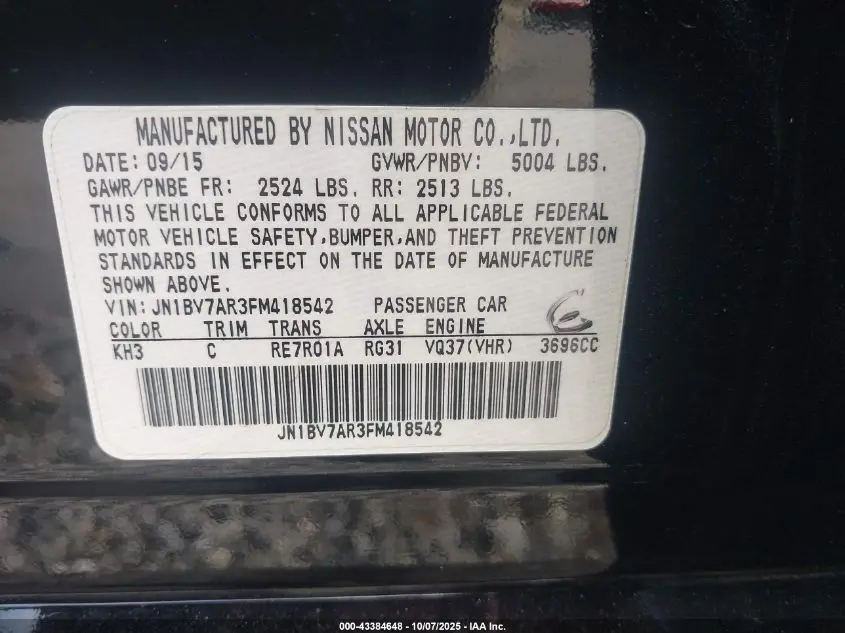 MANUFACTURED BY NISSAN MOTOR CO.,LTD.
DATE: 09/15 GVWR/PNBV: 5004 LBS.
GAWR/PNBE FR: 2524 LBS. RR: 2513 LBS.
THIS VEHICLE CONFORMS TO ALL APPLICABLE FEDERAL
MOTOR VEHICLE SAFETY,BUMPER,AND THEFT PREVENTION
STANDARDS IN EFFECT ON THE DATE OF MANUFACTURE
SHOWN ABOVE.
VIN:JN1BV7AR3FM418542 PASSENGER CAR
COLOR TRIM TRANS AXLE ENGINE
KH3 C RE7R01A RG31 VQ37(VHR) 3696CC
JN1BV7AR3FM418542
000-43384648 - 10/07/2025 - IAA Inc.